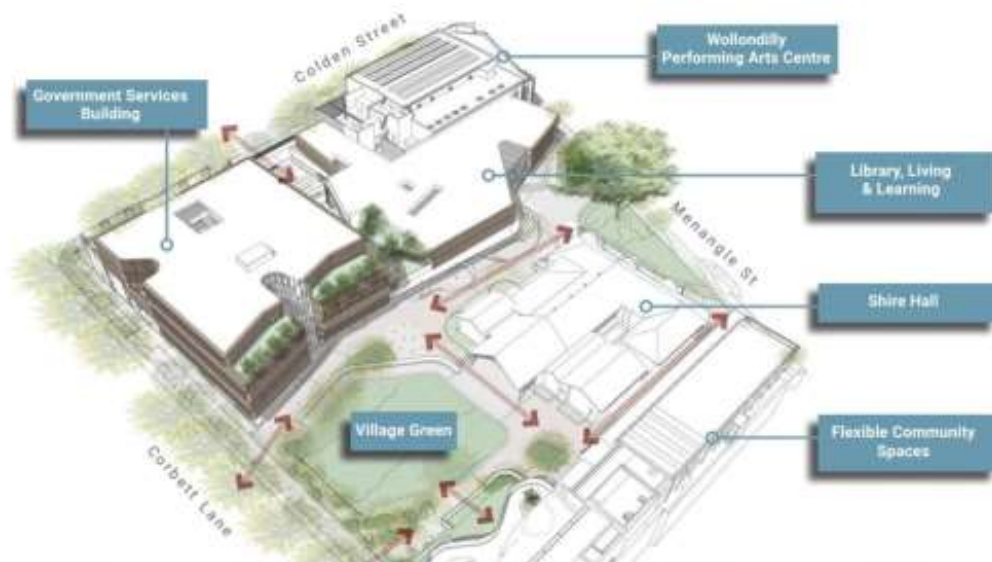 Colden Street
Wollondilly
Performing Arts Centre
Government Services
Building
Library, Living
& Learning
Menangle St
Shire Hall
Village Green
Flexible Community
Spaces
Corbett Lane